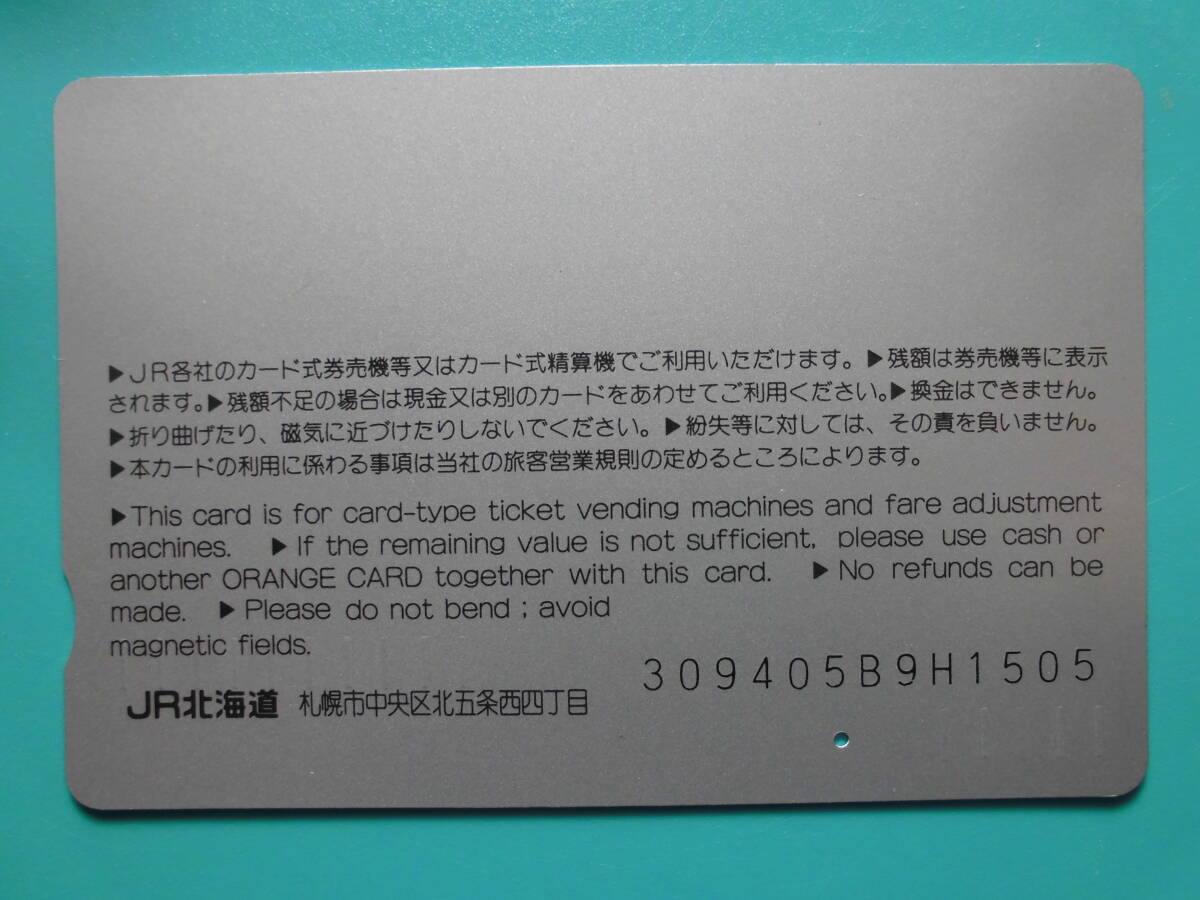 ▶JR各社のカード式券売機等又はカード式精算機でご利用いただけます。▶残額は券売機等に表示
されます。▶残額不足の場合は現金又は別のカードをあわせてご利用ください。▶換金はできません。
▶折り曲げたり、磁気に近づけたりしないでください。▶紛失等に対しては、その責を負いません。
▶本カードの利用に係わる事項は当社の旅客営業規則の定めるところによります。
▶This card is for card-type ticket vending machines and fare adjustment
machines. ▶If the remaining value is not sufficient, please use cash or
another ORANGE CARD together with this card. ▶No refunds can be
made. ▶Please do not bend ; avoid
magnetic fields.
309405B9H1505
JR北海道 札幌市中央区北五条西四丁目